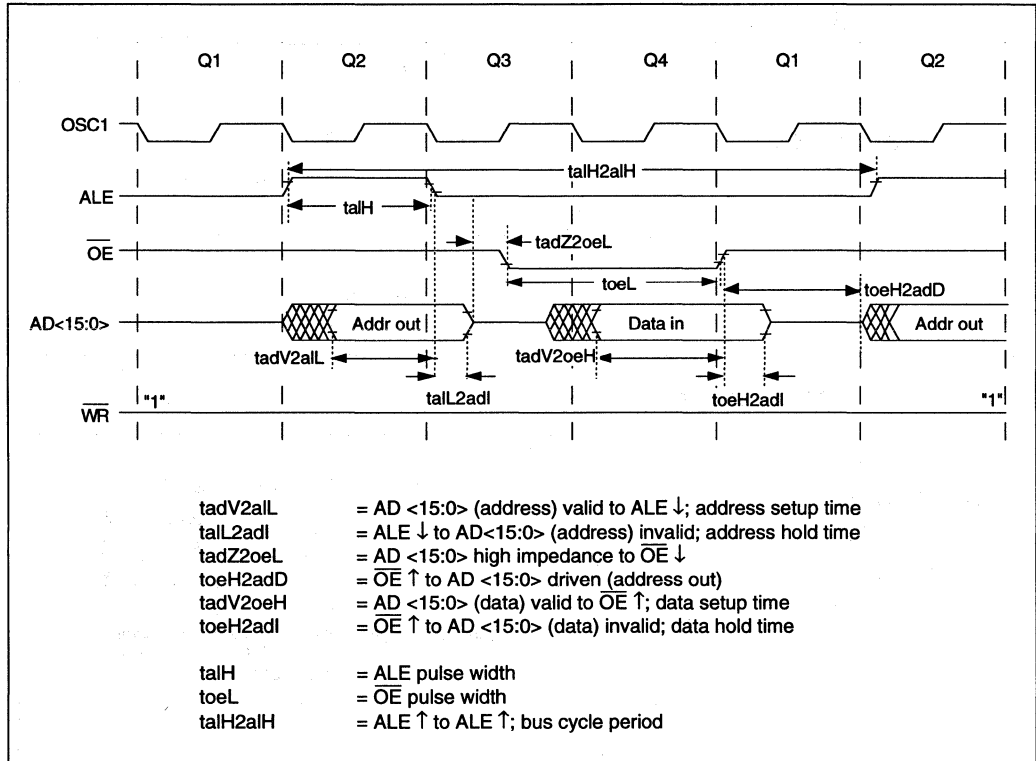 Q1 Q2 Q3 Q4 Q1 Q2
OSC1
talH2alH
ALE
talH
OE
tadZ2oeL
toeL
toeH2adD
AD<15:0>
Addr out
Data in
Addr out
tadV2alL
tadV2oeH
talL2adI
toeH2adI
"1"
"1"
WR
tadV2alL = AD <15:0> (address) valid to ALE ↓; address setup time
talL2adI = ALE ↓ to AD<15:0> (address) invalid; address hold time
tadZ2oeL = AD <15:0> high impedance to OE ↓
toeH2adD = OE ↑ to AD <15:0> driven (address out)
tadV2oeH = AD <15:0> (data) valid to OE ↑; data setup time
toeH2adI = OE ↑ to AD <15:0> (data) invalid; data hold time
talH = ALE pulse width
toeL = OE pulse width
talH2alH = ALE ↑ to ALE ↑; bus cycle period